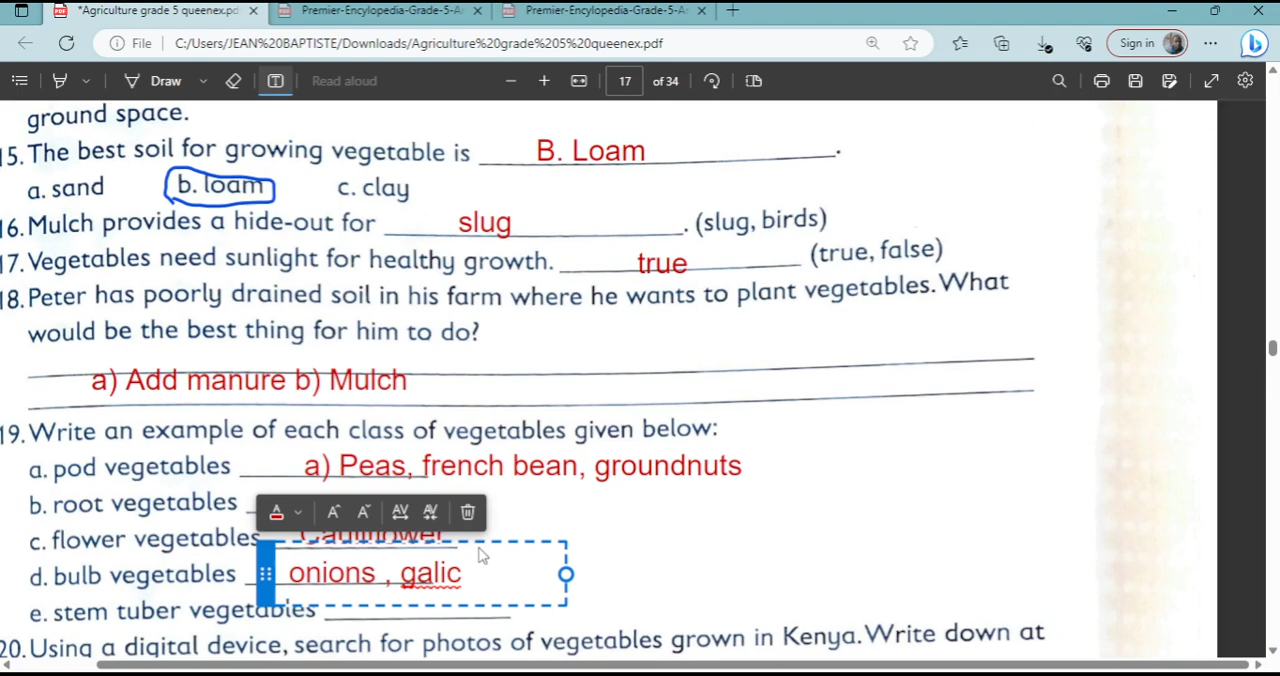 *Agriculture grade 5 queenex.pd
Premier-Encylopedia-Grade-5-A
Premier-Encylopedia-Grade-5-A
File C:/Users/JEAN%20BAPTISTE/Downloads/Agriculture%20grade%205%20queenex.pdf
Sign in
Draw
Read aloud
17 of 34
ground space.
15. The best soil for growing vegetable is B. Loam.
a. sand b. loam c. clay
16. Mulch provides a hide-out for slug. (slug, birds)
17. Vegetables need sunlight for healthy growth. true (true, false)
18. Peter has poorly drained soil in his farm where he wants to plant vegetables. What
would be the best thing for him to do?
a) Add manure b) Mulch
19. Write an example of each class of vegetables given below:
a. pod vegetables a) Peas, french bean, groundnuts
b. root vegetables
c. flower vegetables Cauliflower
d. bulb vegetables onions , galic
e. stem tuber vegetables
20. Using a digital device, search for photos of vegetables grown in Kenya. Write down at